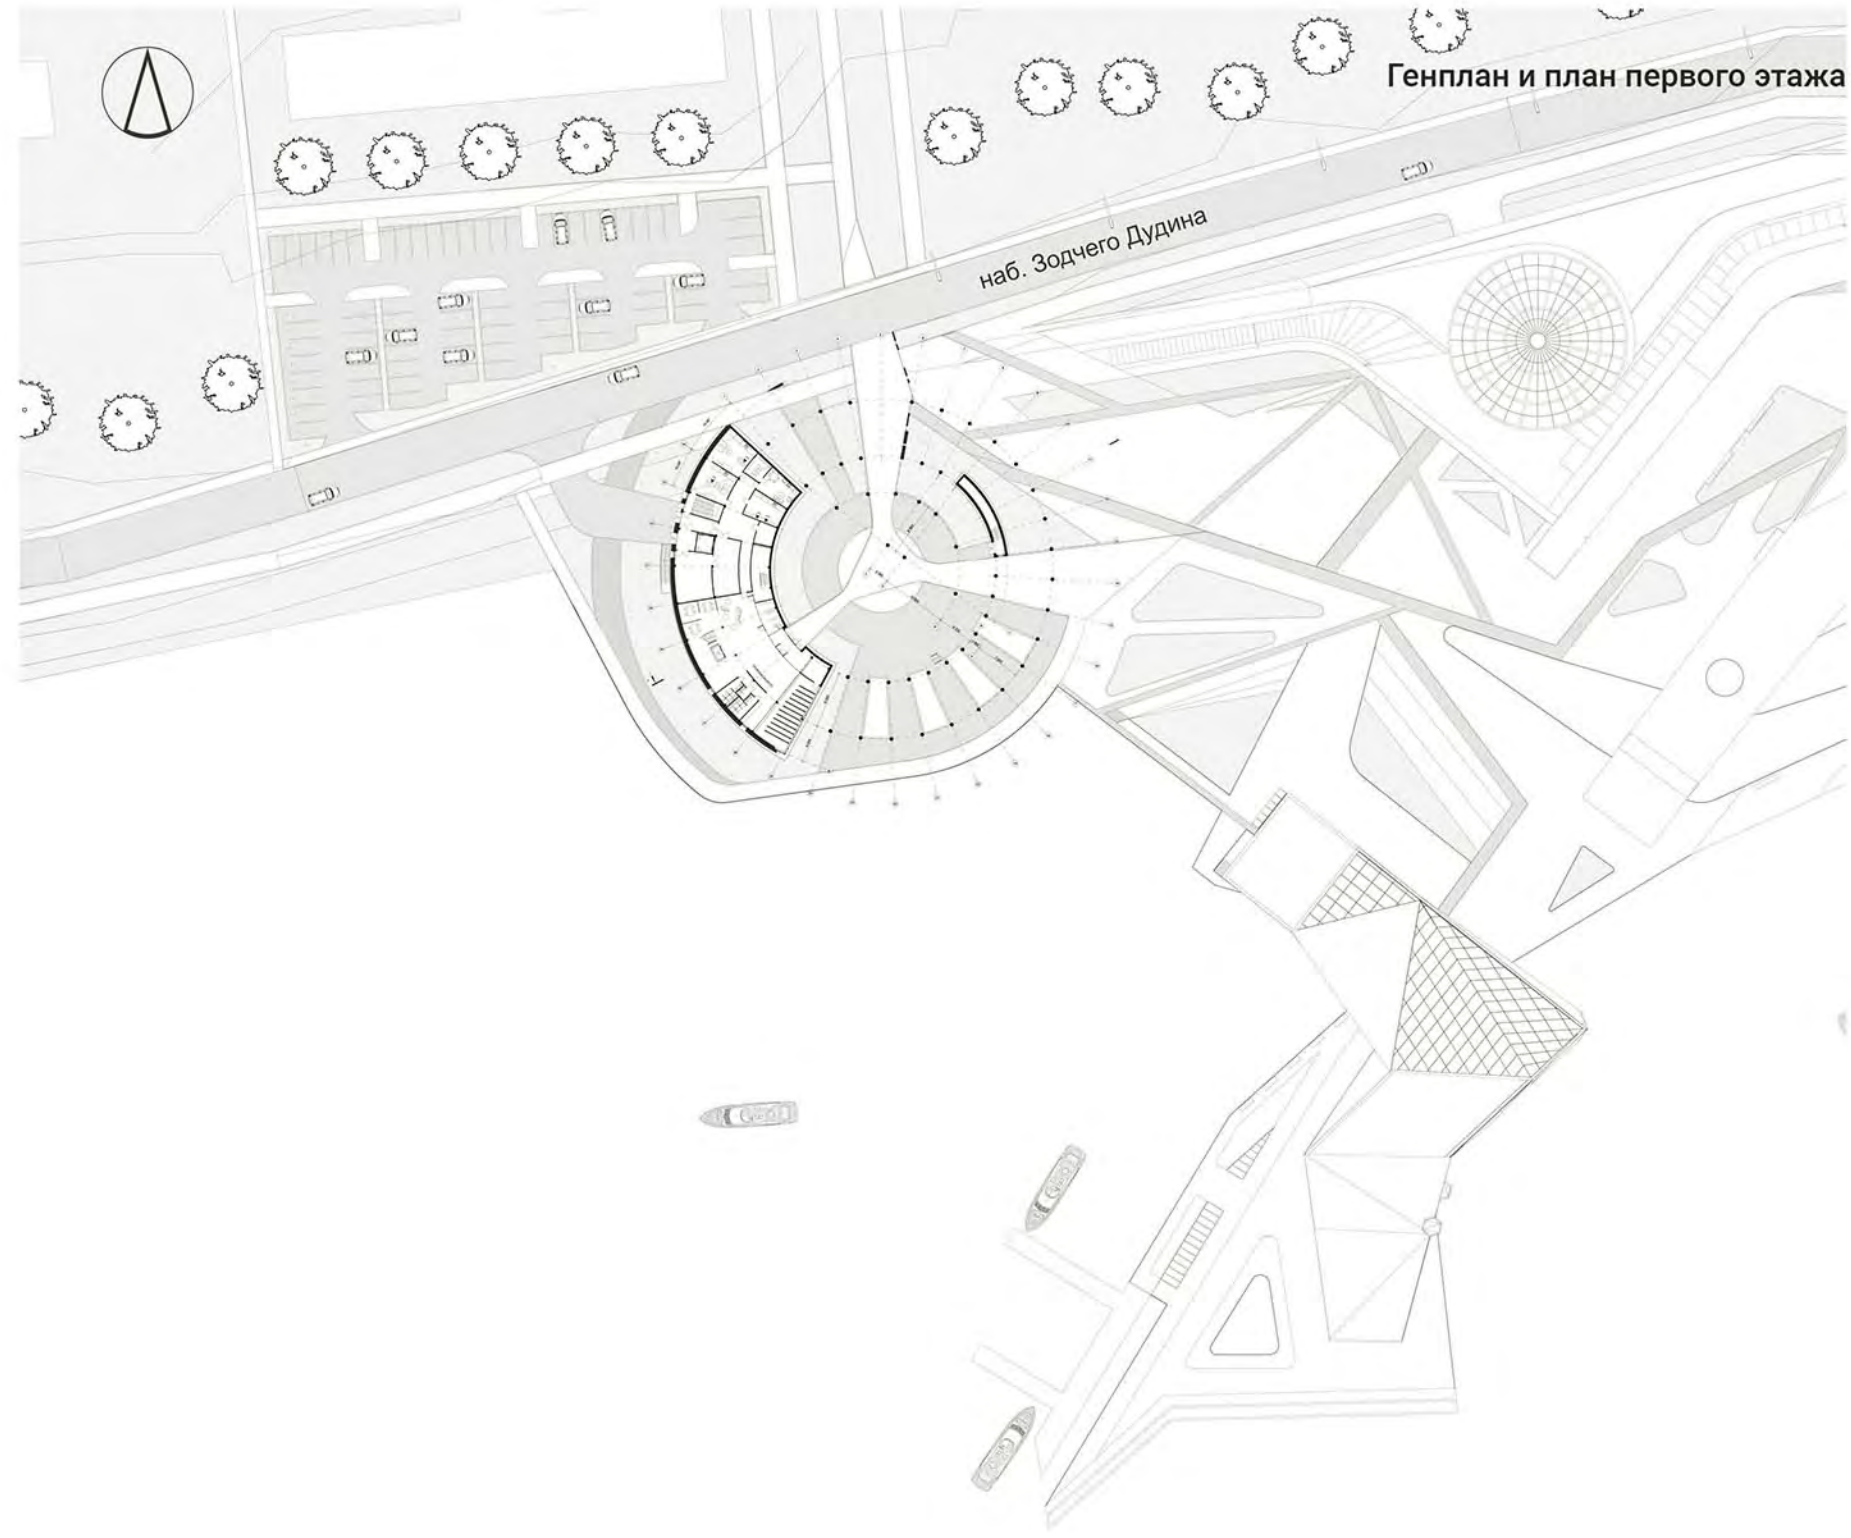 Генплан и план первого этажа
наб. Зодчего Дудина